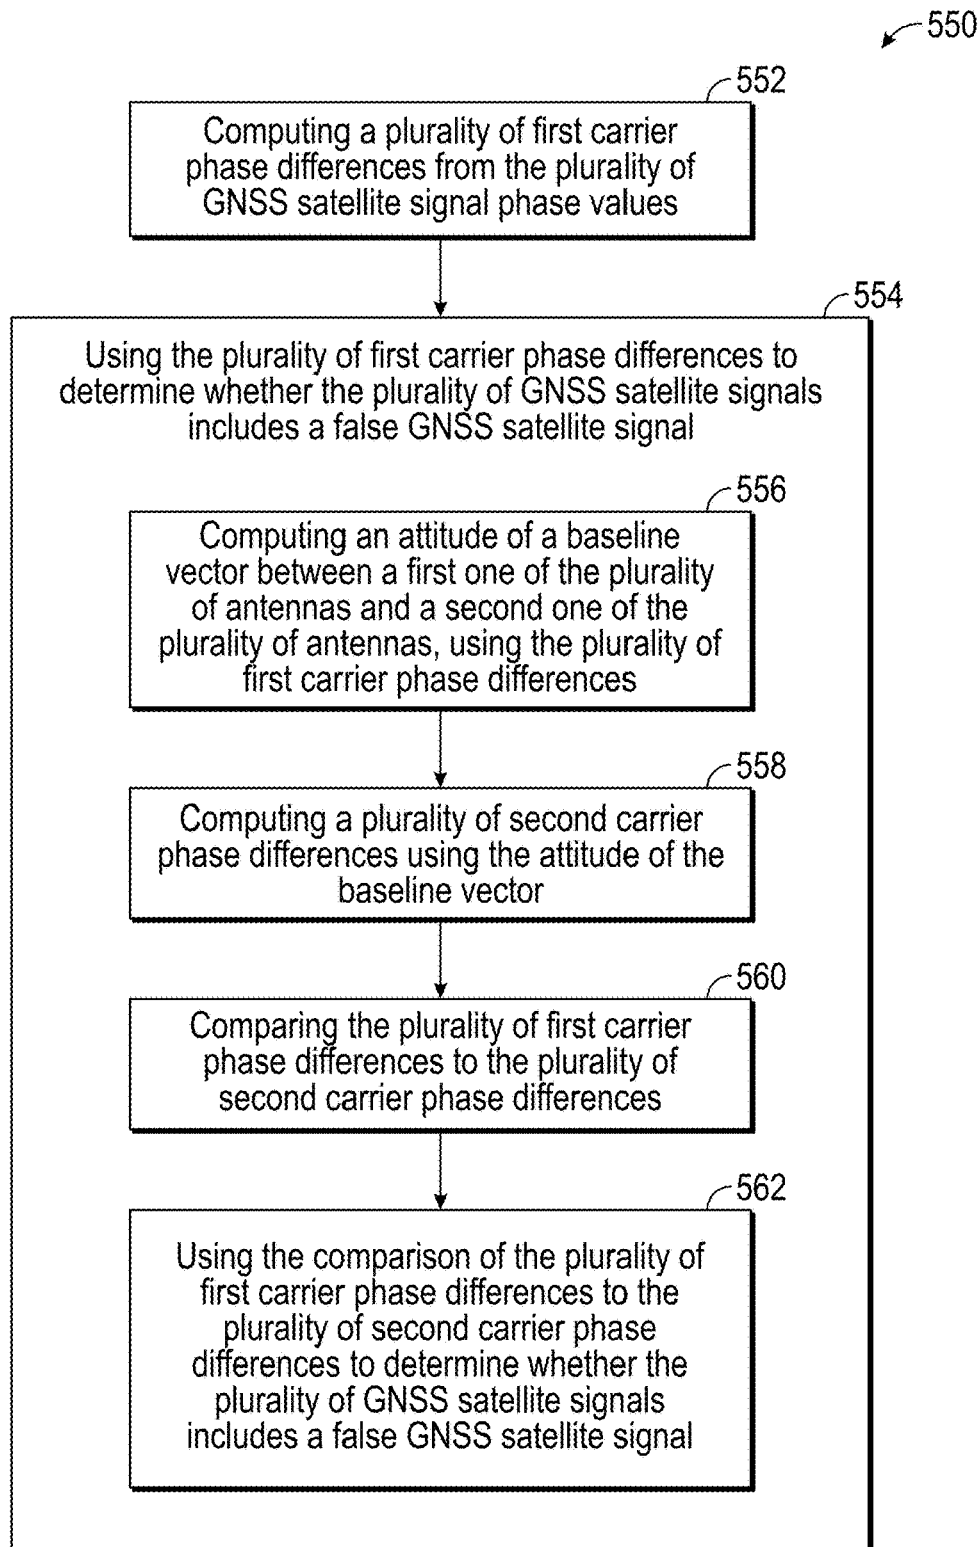 550
552
Computing a plurality of first carrier
phase differences from the plurality of
GNSS satellite signal phase values
554
Using the plurality of first carrier phase differences to
determine whether the plurality of GNSS satellite signals
includes a false GNSS satellite signal
556
Computing an attitude of a baseline
vector between a first one of the plurality
of antennas and a second one of the
plurality of antennas, using the plurality of
first carrier phase differences
558
Computing a plurality of second carrier
phase differences using the attitude of the
baseline vector
560
Comparing the plurality of first carrier
phase differences to the plurality of
second carrier phase differences
562
Using the comparison of the plurality of
first carrier phase differences to the
plurality of second carrier phase
differences to determine whether the
plurality of GNSS satellite signals
includes a false GNSS satellite signal